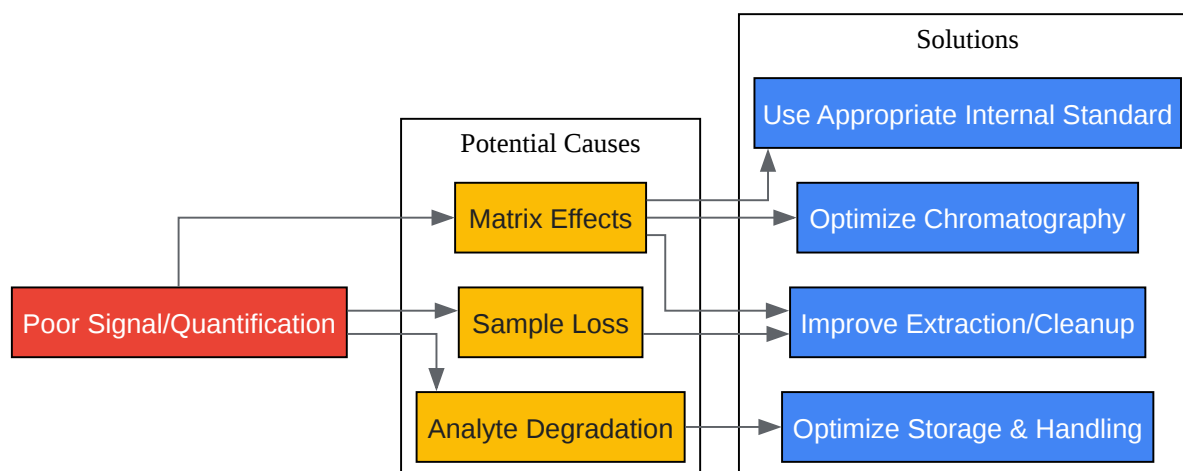 Solutions
Use Appropriate Internal Standard
Potential Causes
Matrix Effects
Optimize Chromatography
Poor Signal/Quantification
Sample Loss
Improve Extraction/Cleanup
Analyte Degradation
Optimize Storage & Handling